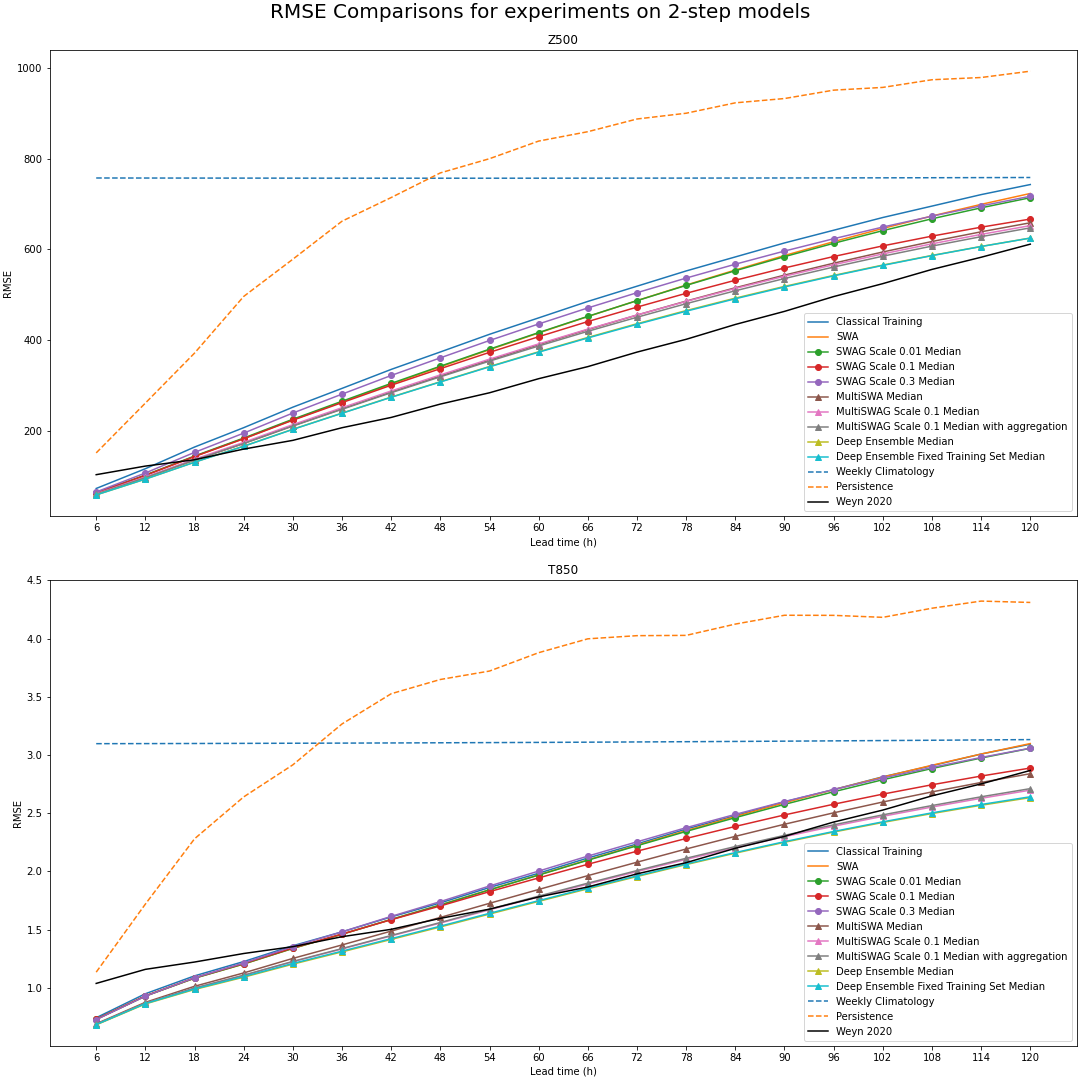 RMSE Comparisons for experiments on 2-step models
Z500
1000
800
600
400
200
RMSE
6 12 18 24 30 36 42 48 54 60 66 72 78 84 90 96 102 108 114 120
Lead time (h)
Classical Training
SWA
SWAG Scale 0.01 Median
SWAG Scale 0.1 Median
SWAG Scale 0.3 Median
MultiSWA Median
MultiSWAG Scale 0.1 Median
MultiSWAG Scale 0.1 Median with aggregation
Deep Ensemble Median
Deep Ensemble Fixed Training Set Median
Weekly Climatology
Persistence
Weyn 2020
T850
4.5
4.0
3.5
3.0
2.5
2.0
1.5
1.0
RMSE
6 12 18 24 30 36 42 48 54 60 66 72 78 84 90 96 102 108 114 120
Lead time (h)
Classical Training
SWA
SWAG Scale 0.01 Median
SWAG Scale 0.1 Median
SWAG Scale 0.3 Median
MultiSWA Median
MultiSWAG Scale 0.1 Median
MultiSWAG Scale 0.1 Median with aggregation
Deep Ensemble Median
Deep Ensemble Fixed Training Set Median
Weekly Climatology
Persistence
Weyn 2020